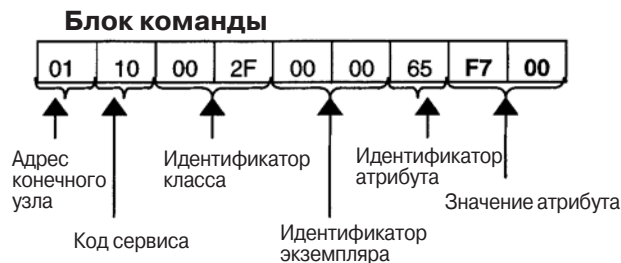 Блок команды
01 10 00 2F 00 00 65 F7 00
Адрес
конечного
узла
Код сервиса
Идентификатор
класса
Идентификатор
экземпляра
Идентификатор
атрибута
Значение атрибута